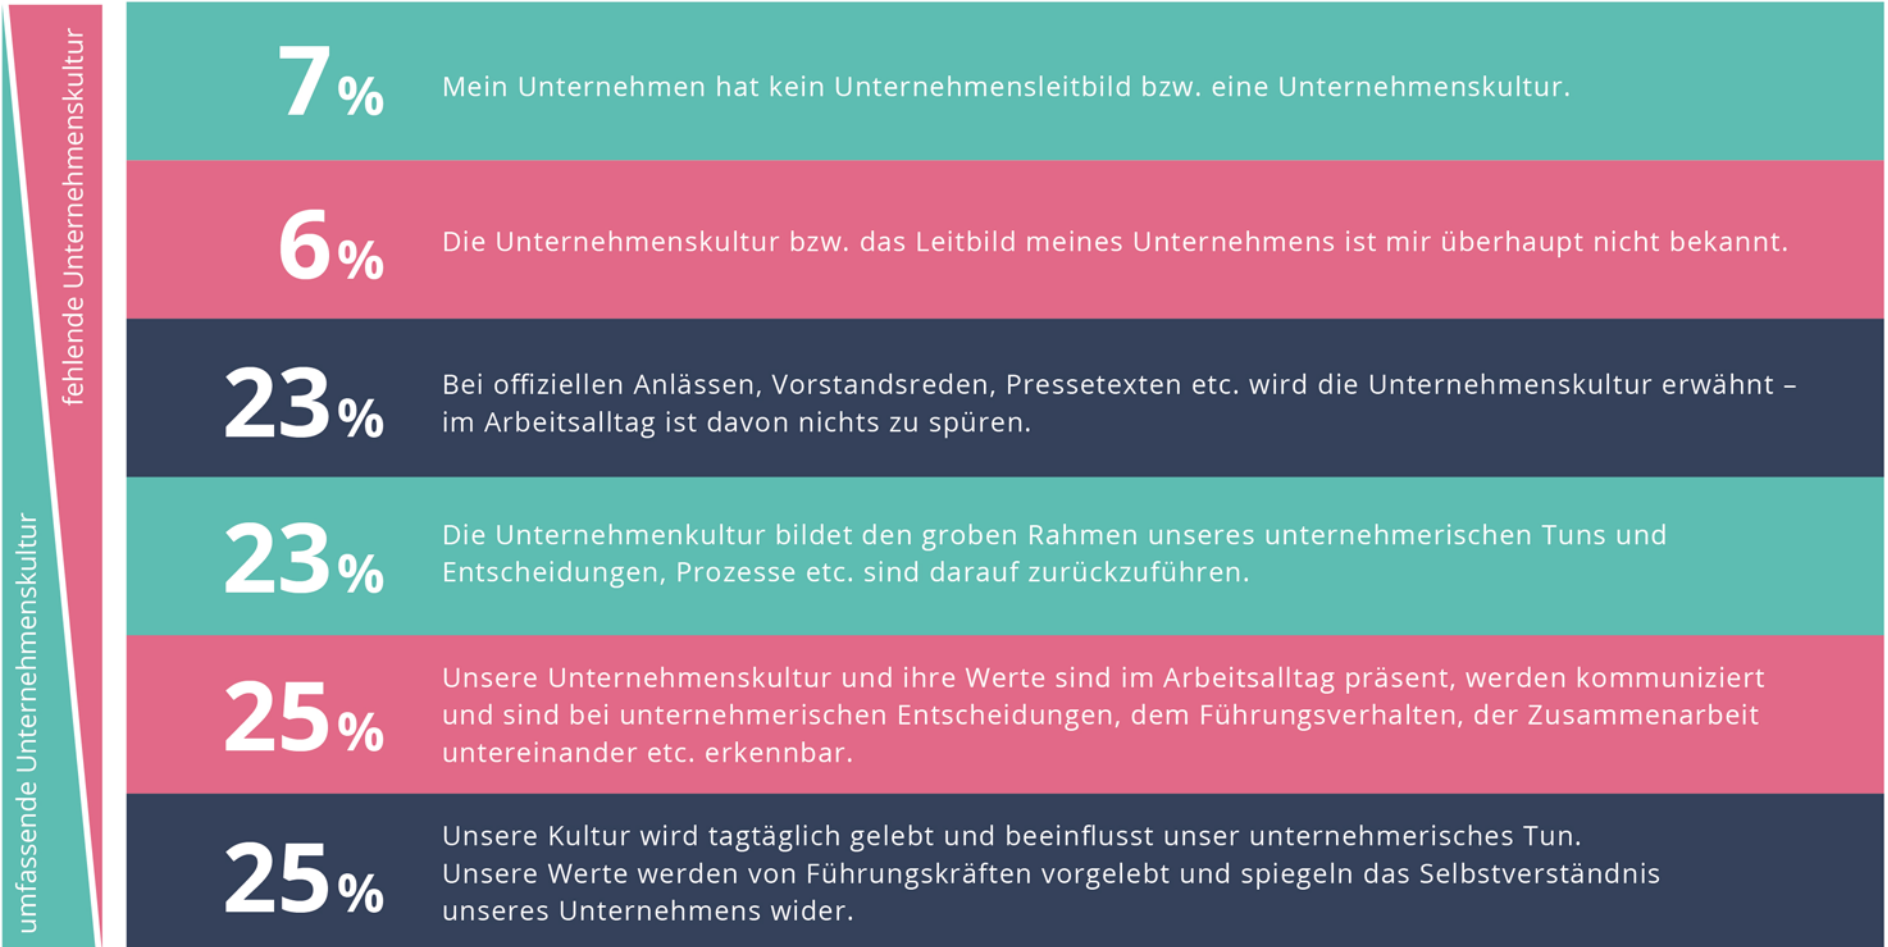 fehlende Unternehmenskultur
umfassende Unternehmenskultur
7%
Mein Unternehmen hat kein Unternehmensleitbild bzw. eine Unternehmenskultur.
6%
Die Unternehmenskultur bzw. das Leitbild meines Unternehmens ist mir überhaupt nicht bekannt.
23%
Bei offiziellen Anlässen, Vorstandsreden, Pressetexten etc. wird die Unternehmenskultur erwähnt –
im Arbeitsalltag ist davon nichts zu spüren.
23%
Die Unternehmenkultur bildet den groben Rahmen unseres unternehmerischen Tuns und
Entscheidungen, Prozesse etc. sind darauf zurückzuführen.
25%
Unsere Unternehmenskultur und ihre Werte sind im Arbeitsalltag präsent, werden kommuniziert
und sind bei unternehmerischen Entscheidungen, dem Führungsverhalten, der Zusammenarbeit
untereinander etc. erkennbar.
25%
Unsere Kultur wird tagtäglich gelebt und beeinflusst unser unternehmerisches Tun.
Unsere Werte werden von Führungskräften vorgelebt und spiegeln das Selbstverständnis
unseres Unternehmens wider.